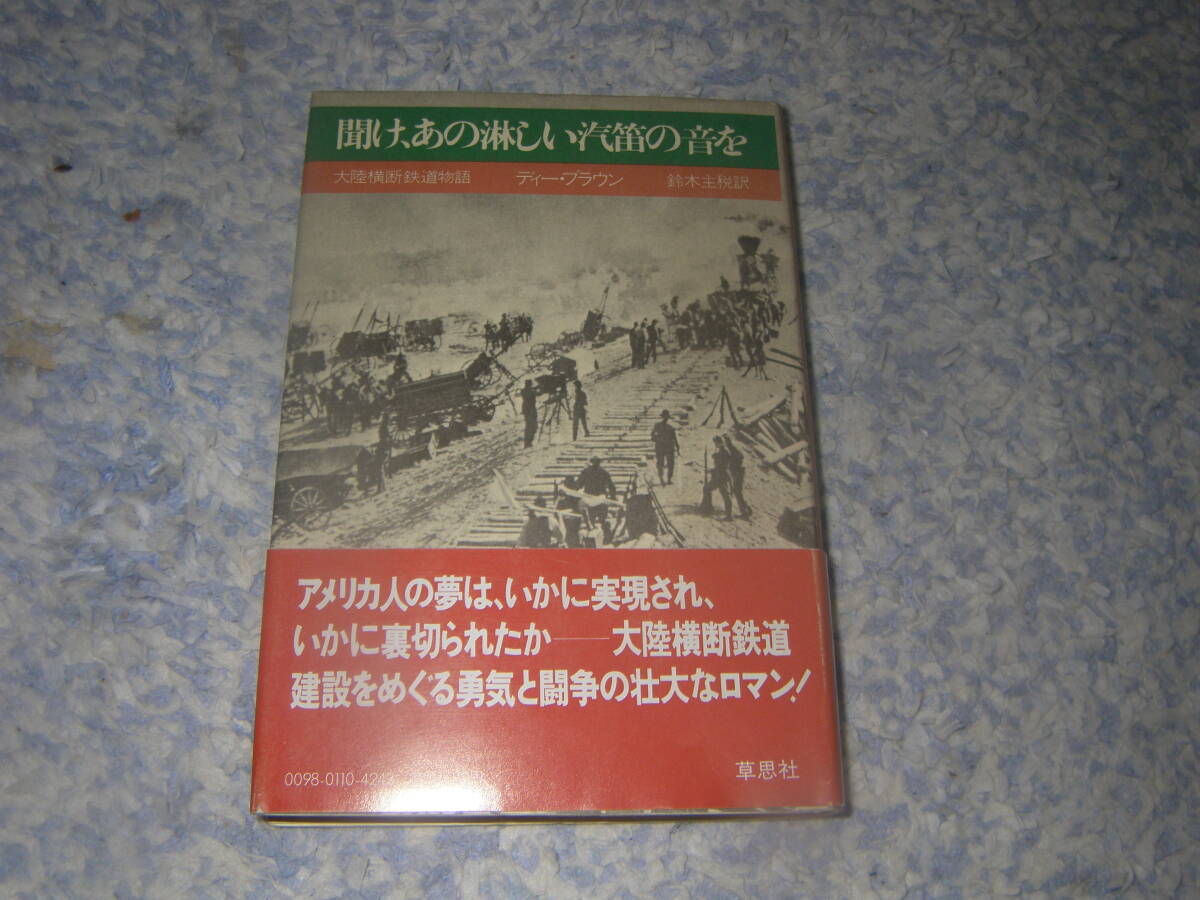 聞け、あの淋しい汽笛の音を
大陸横断鉄道物語 ディー・ブラウン 鈴木主税訳
アメリカ人の夢は、いかに実現され、
いかに裏切られたか——大陸横断鉄道
建設をめぐる勇気と闘争の壮大なロマン!
0098-0110-424
草思社